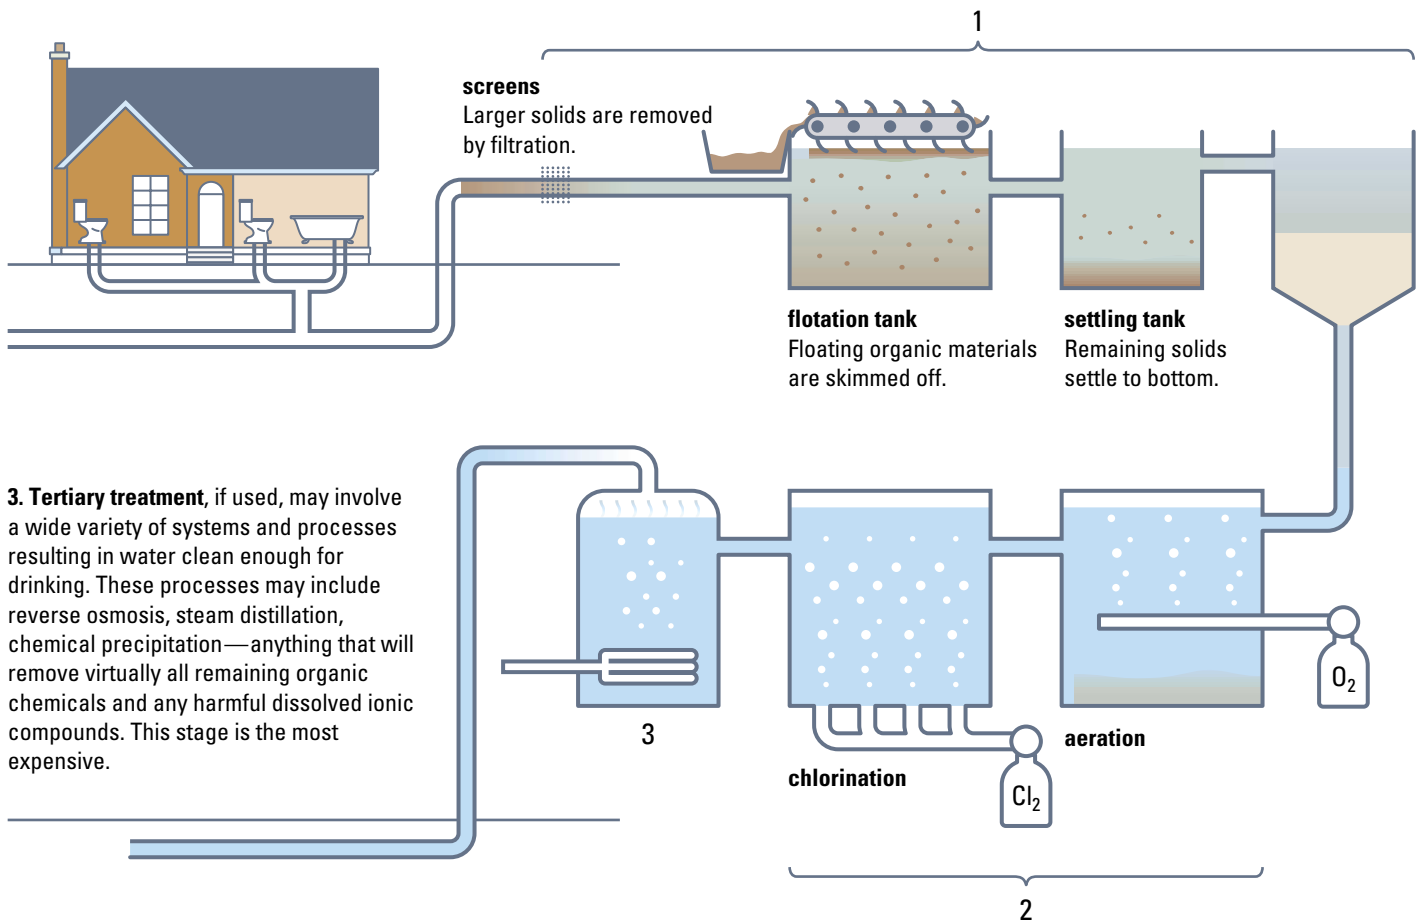 1
screens
Larger solids are removed
by filtration.
flotation tank
Floating organic materials
are skimmed off.
settling tank
Remaining solids
settle to bottom.
3. Tertiary treatment, if used, may involve
a wide variety of systems and processes
resulting in water clean enough for
drinking. These processes may include
reverse osmosis, steam distillation,
chemical precipitation—anything that will
remove virtually all remaining organic
chemicals and any harmful dissolved ionic
compounds. This stage is the most
expensive.
3
chlorination
Cl₂
aeration
O₂
2